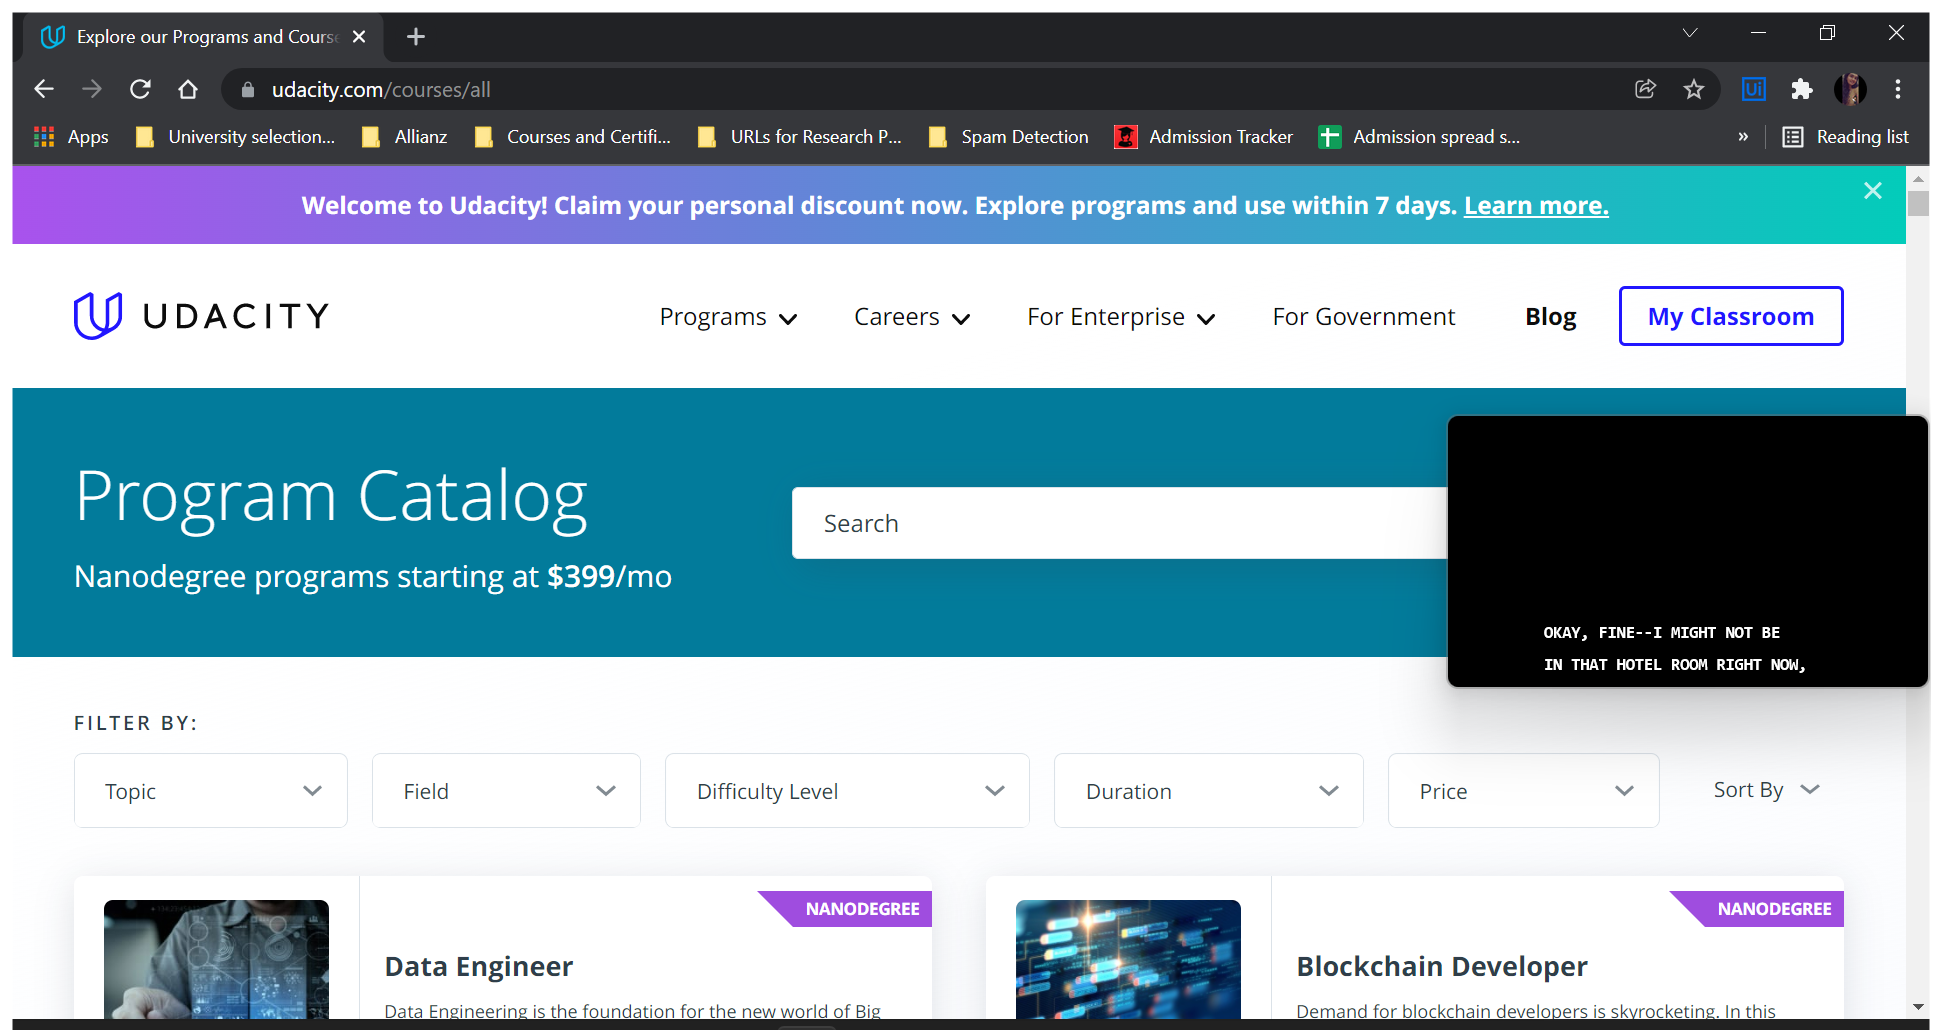 Explore our Programs and Course
udacity.com/courses/all
Ui
Apps
University selection...
Allianz
Courses and Certifi...
URLs for Research P...
Spam Detection
Admission Tracker
Admission spread s...
»
Reading list
Welcome to Udacity! Claim your personal discount now. Explore programs and use within 7 days. Learn more.
UDACITY
Programs
Careers
For Enterprise
For Government
Blog
My Classroom
Program Catalog
Search
Nanodegree programs starting at $399/mo
OKAY, FINE--I MIGHT NOT BE
IN THAT HOTEL ROOM RIGHT NOW,
FILTER BY:
Topic
Field
Difficulty Level
Duration
Price
Sort By
NANODEGREE
Data Engineer
Data Engineering is the foundation for the new world of Big
NANODEGREE
Blockchain Developer
Demand for blockchain developers is skyrocketing. In this